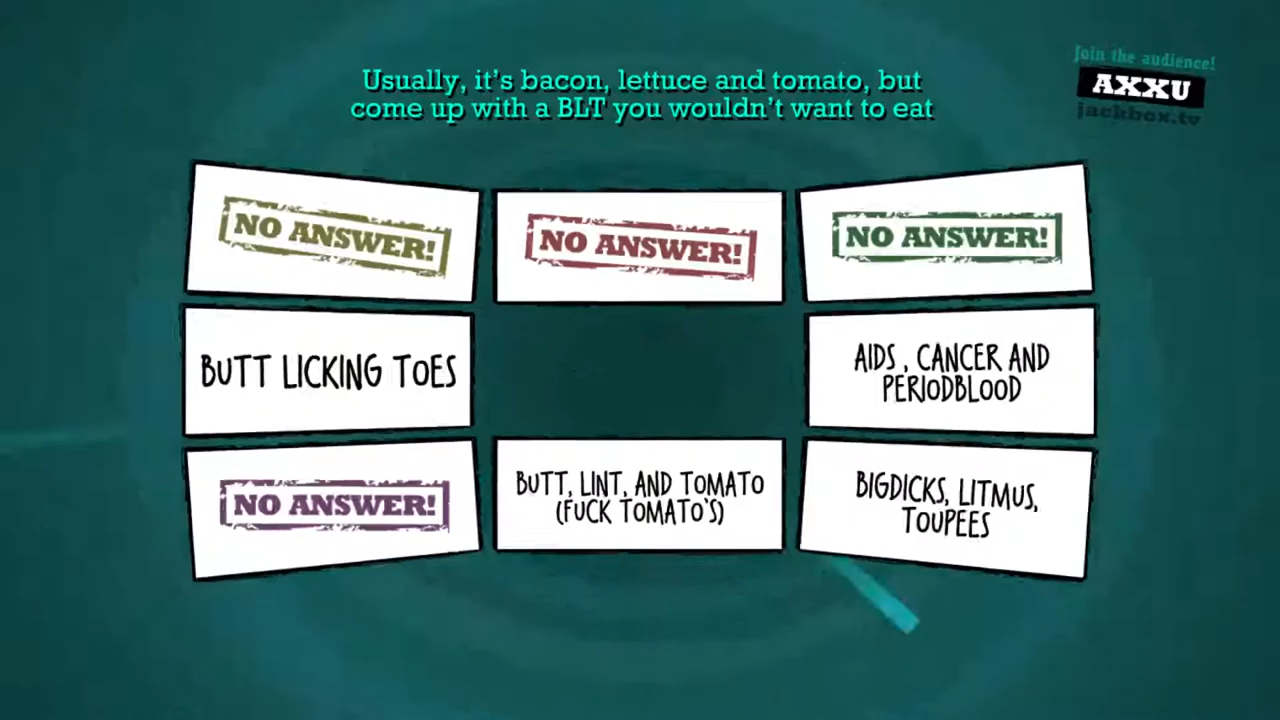 Usually, it's bacon, lettuce and tomato, but
come up with a BLT you wouldn't want to eat
Join the audience!
AXXU
jackbox.tv
NO ANSWER!
NO ANSWER!
NO ANSWER!
BUTT LICKING TOES
AIDS , CANCER AND
PERIODBLOOD
NO ANSWER!
BUTT, LINT, AND TOMATO
(FUCK TOMATO'S)
BIGDICKS, LITMUS,
TOUPEES